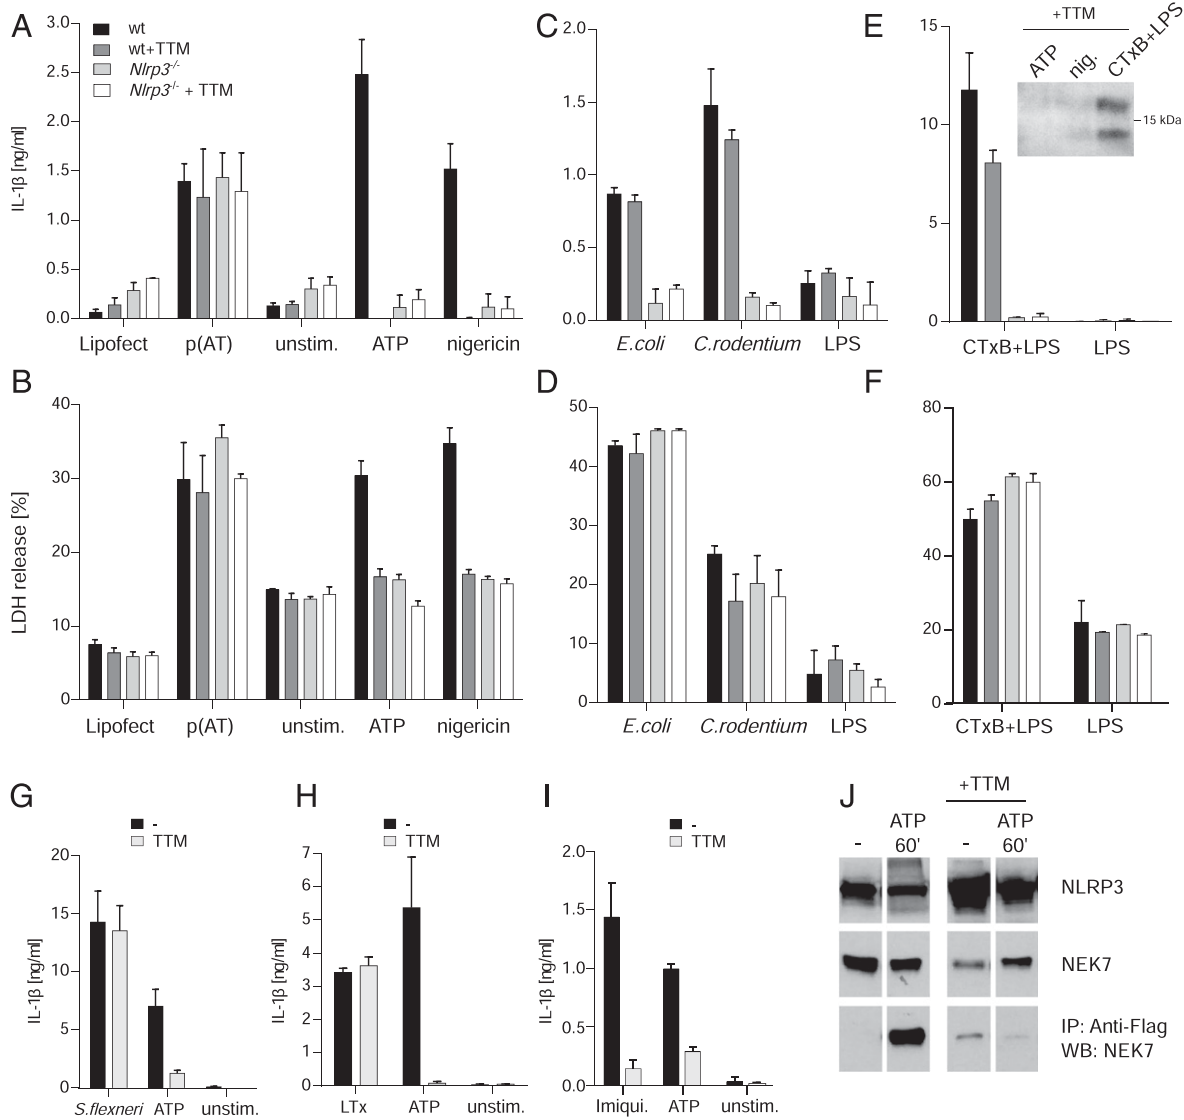 A
IL-1β [ng/ml]
3.0
2.5
2.0
1.5
1.0
0.5
0.0
wt
wt+TTM
Nlrp3-/-
Nlrp3-/- + TTM
Lipofect p(AT) unstim. ATP nigericin
B
LDH release [%]
40
30
20
10
0
Lipofect p(AT) unstim. ATP nigericin
C
2.0
1.5
1.0
0.5
0.0
E.coli C.rodentium LPS
D
50
40
30
20
10
0
E.coli C.rodentium LPS
E
15
10
5
0
+TTM
ATP
nig.
CTxB+LPS
15 kDa
CTxB+LPS LPS
F
80
60
40
20
0
CTxB+LPS LPS
G
-
TTM
IL-1β [ng/ml]
20
15
10
5
0
S.flexneri ATP unstim.
H
-
TTM
IL-1β [ng/ml]
7
6
5
4
3
2
1
0
LTx ATP unstim.
I
-
TTM
IL-1β [ng/ml]
2.0
1.5
1.0
0.5
0.0
Imiqui. ATP unstim.
J
+TTM
ATP ATP
- 60' - 60'
NLRP3
NEK7
IP: Anti-Flag
WB: NEK7